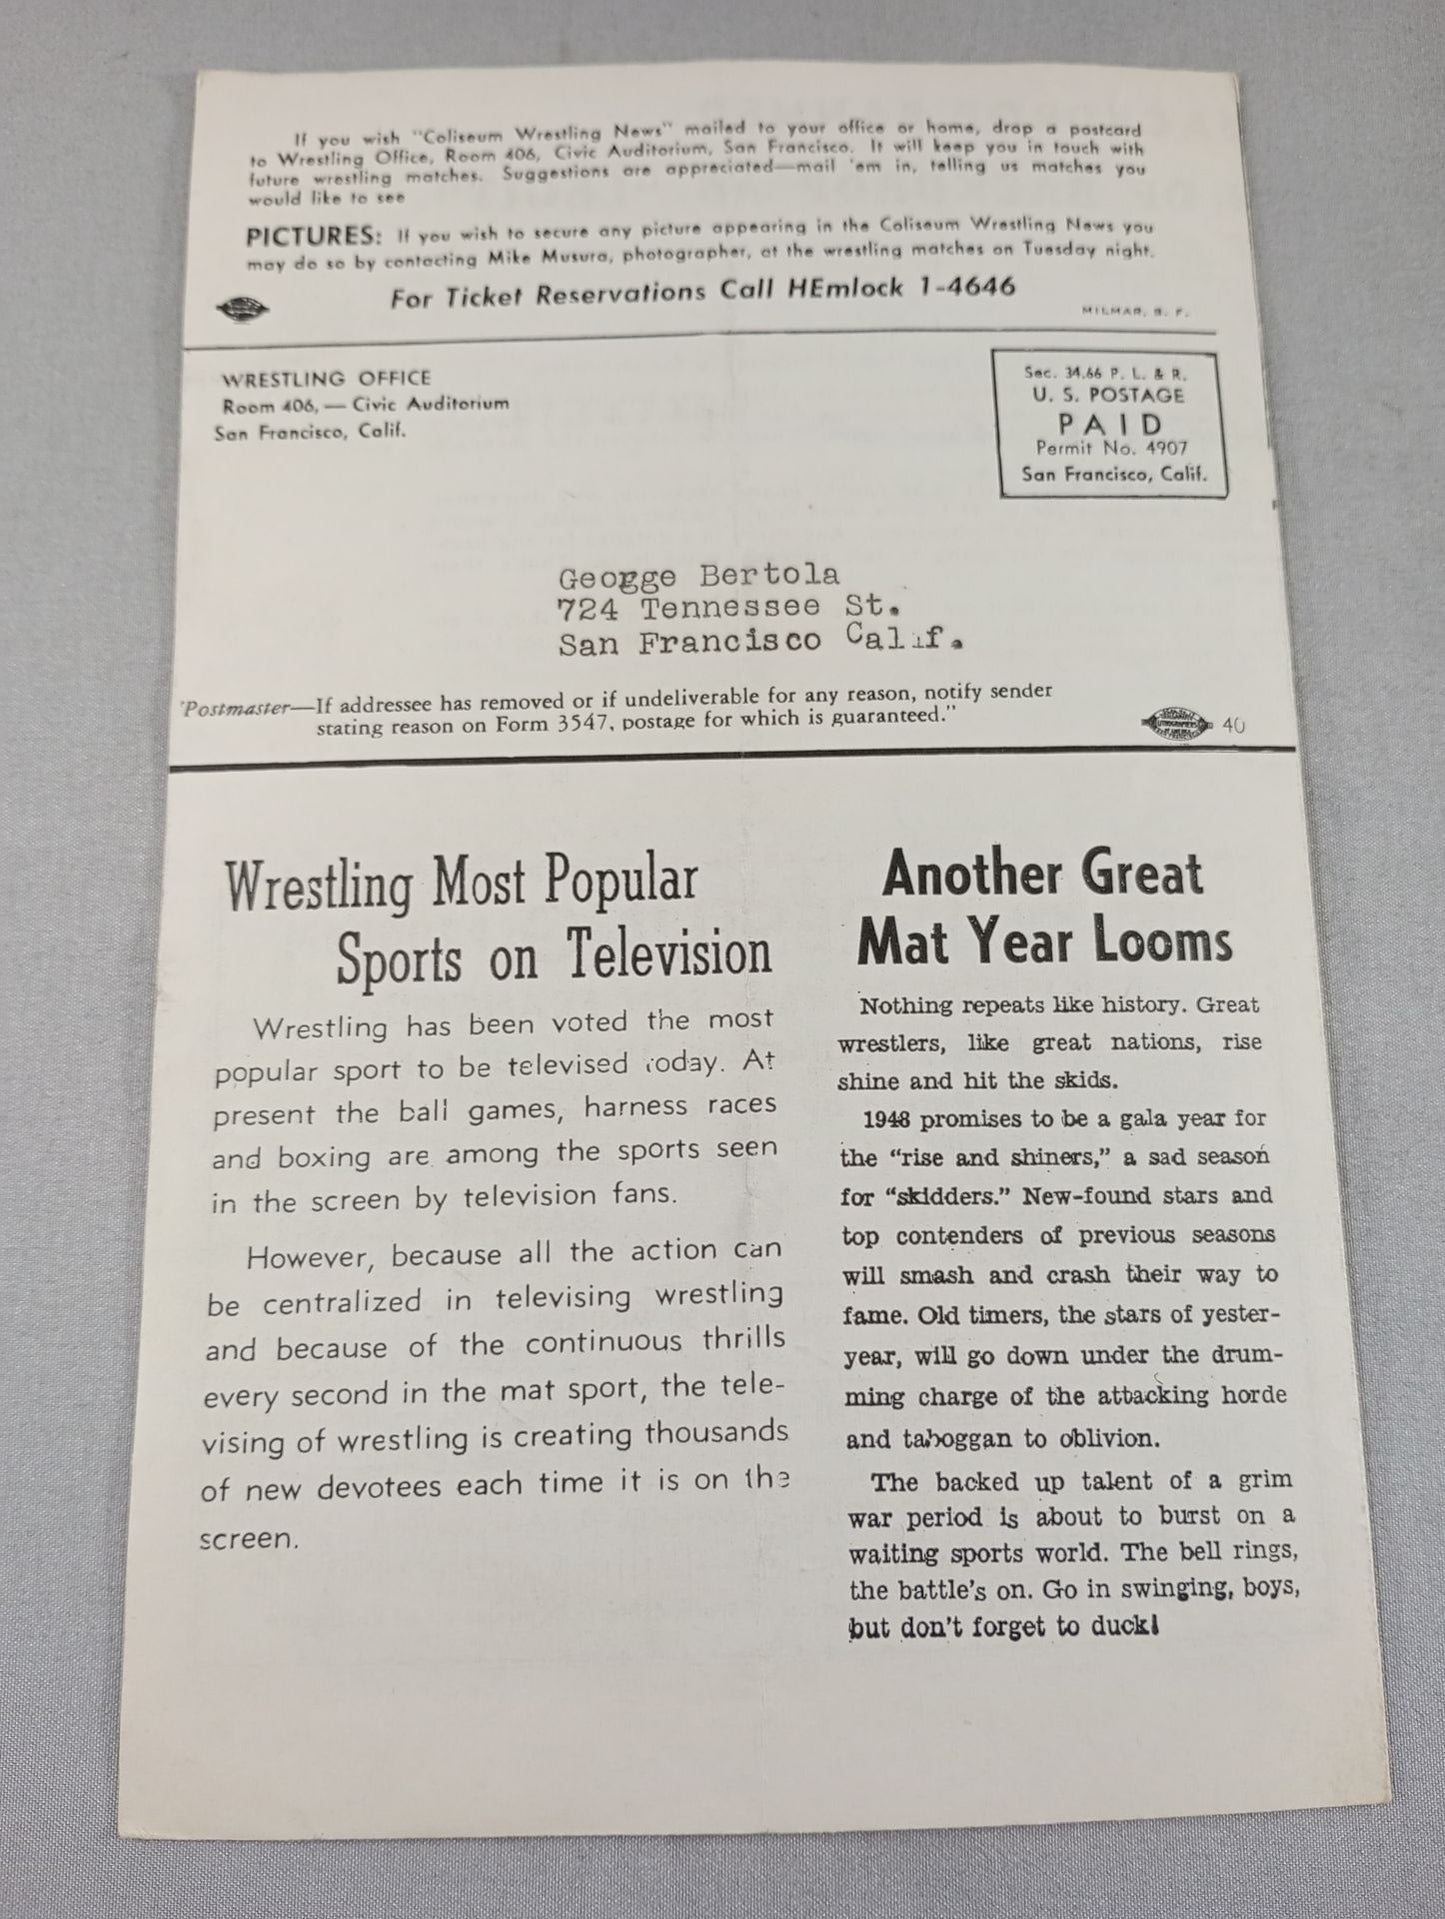 If you wish "Coliseum Wrestling News" mailed to your office or home, drop a postcard
to Wrestling Office, Room 406, Civic Auditorium, San Francisco. It will keep you in touch with
future wrestling matches. Suggestions are appreciated—mail 'em in, telling us matches you
would like to see
PICTURES: If you wish to secure any picture appearing in the Coliseum Wrestling News you
may do so by contacting Mike Musura, photographer, at the wrestling matches on Tuesday night.
For Ticket Reservations Call HEmlock 1-4646
MILMAR, S. F.
WRESTLING OFFICE
Room 406, — Civic Auditorium
San Francisco, Calif.
Sec. 34.66 P. L. & R.
U. S. POSTAGE
PAID
Permit No. 4907
San Francisco, Calif.
Geogge Bertola
724 Tennessee St.
San Francisco Calif.
'Postmaster—If addressee has removed or if undeliverable for any reason, notify sender
stating reason on Form 3547, postage for which is guaranteed."
40
Wrestling Most Popular
Sports on Television
Wrestling has been voted the most
popular sport to be televised today. At
present the ball games, harness races
and boxing are among the sports seen
in the screen by television fans.
However, because all the action can
be centralized in televising wrestling
and because of the continuous thrills
every second in the mat sport, the tele-
vising of wrestling is creating thousands
of new devotees each time it is on the
screen.
Another Great
Mat Year Looms
Nothing repeats like history. Great
wrestlers, like great nations, rise
shine and hit the skids.
1948 promises to be a gala year for
the "rise and shiners," a sad season
for "skidders." New-found stars and
top contenders of previous seasons
will smash and crash their way to
fame. Old timers, the stars of yester-
year, will go down under the drum-
ming charge of the attacking horde
and taboggan to oblivion.
The backed up talent of a grim
war period is about to burst on a
waiting sports world. The bell rings,
the battle's on. Go in swinging, boys,
but don't forget to duck!